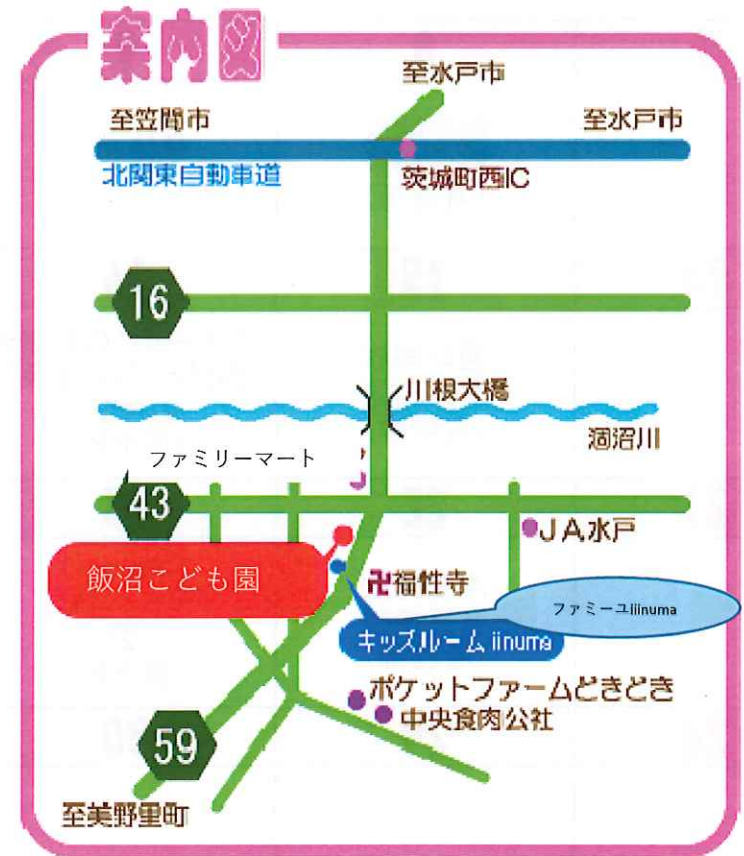 案内図
至水戸市
至笠間市
至水戸市
北関東自動車道
茨城町西IC
16
川根大橋
涸沼川
ファミリーマート
43
JA水戸
飯沼こども園
卍福性寺
ファミーユiinuma
キッズルーム iinuma
ポケットファームどきどき
中央食肉公社
59
至美野里町